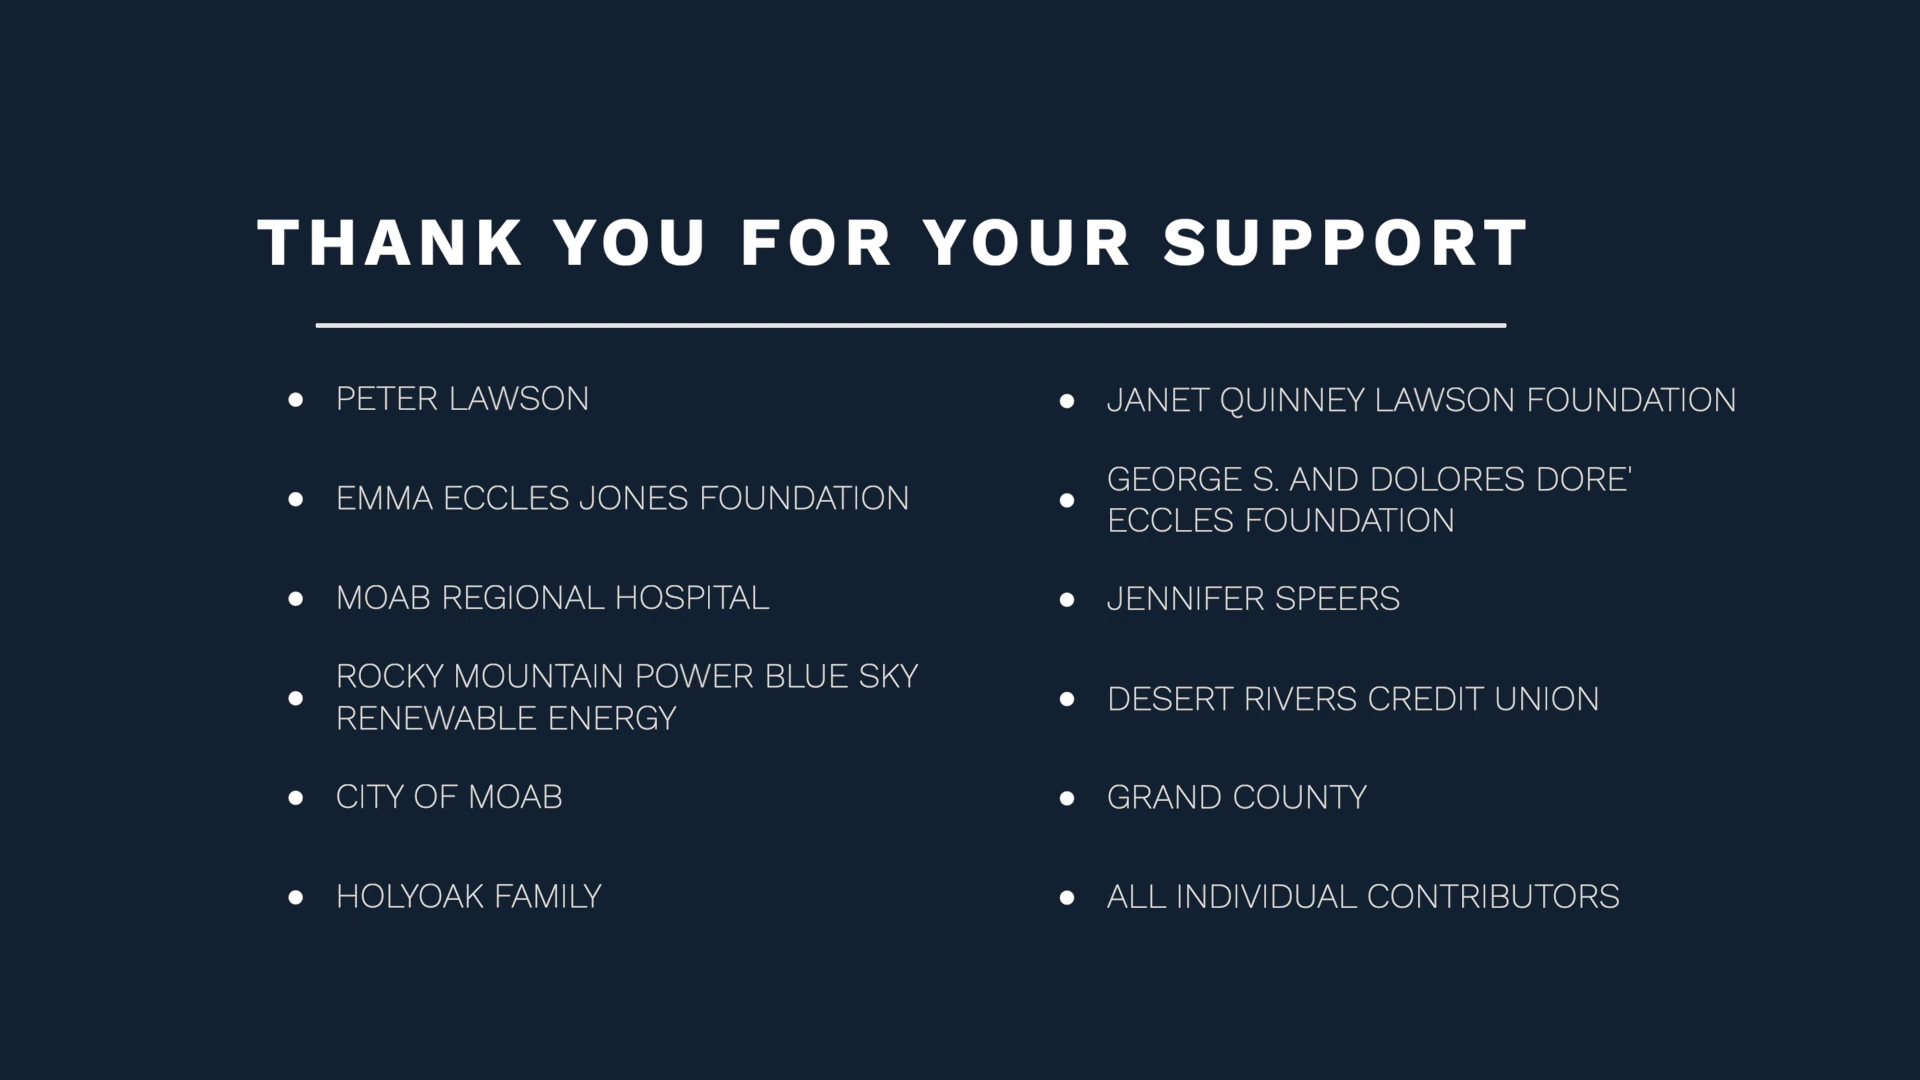 THANK YOU FOR YOUR SUPPORT
PETER LAWSON
EMMA ECCLES JONES FOUNDATION
MOAB REGIONAL HOSPITAL
ROCKY MOUNTAIN POWER BLUE SKY
RENEWABLE ENERGY
CITY OF MOAB
HOLYOAK FAMILY
JANET QUINNEY LAWSON FOUNDATION
GEORGE S. AND DOLORES DORE'
ECCLES FOUNDATION
JENNIFER SPEERS
DESERT RIVERS CREDIT UNION
GRAND COUNTY
ALL INDIVIDUAL CONTRIBUTORS